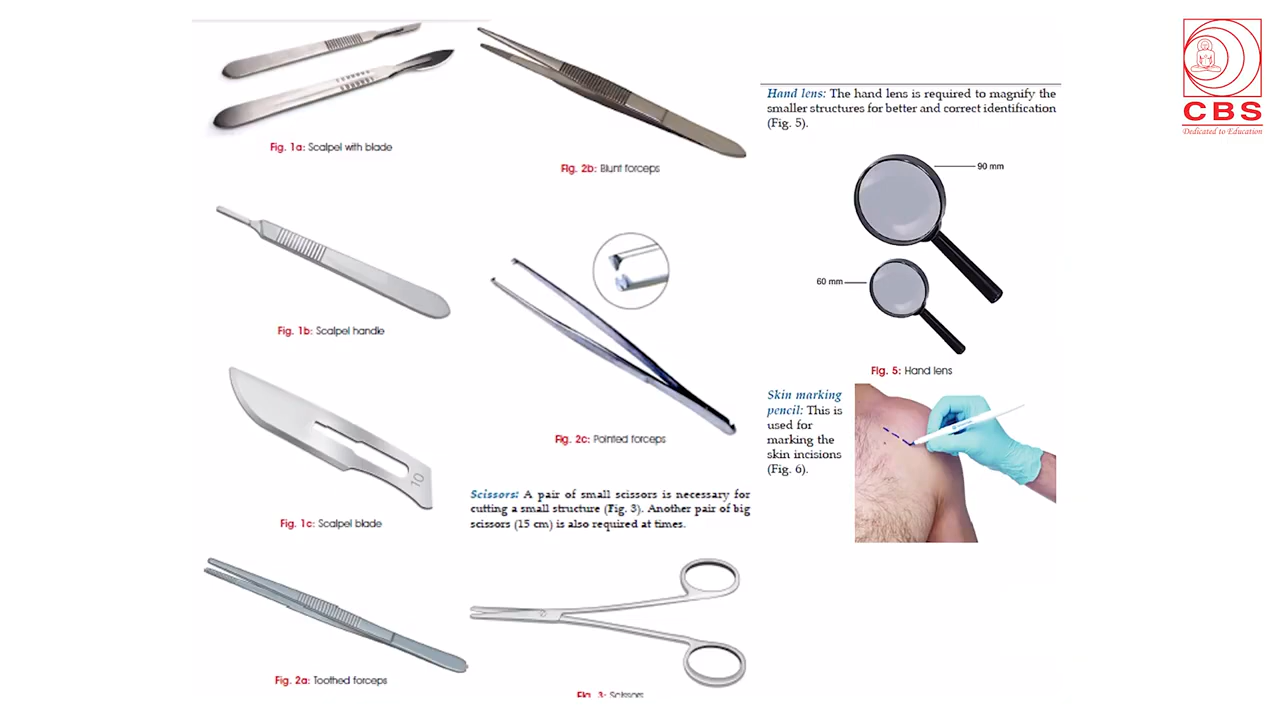 Fig. 1a: Scalpel with blade
Fig. 1b: Scalpel handle
10
Fig. 1c: Scalpel blade
Fig. 2a: Toothed forceps
Fig. 2b: Blunt forceps
Fig. 2c: Pointed forceps
Scissors: A pair of small scissors is necessary for
cutting a small structure (Fig. 3). Another pair of big
scissors (15 cm) is also required at times.
Fig. 3: Scissors
Hand lens: The hand lens is required to magnify the
smaller structures for better and correct identification
(Fig. 5).
90 mm
60 mm
Fig. 5: Hand lens
Skin marking
pencil: This is
used for
marking the
skin incisions
(Fig. 6).
CBS
Dedicated to Education